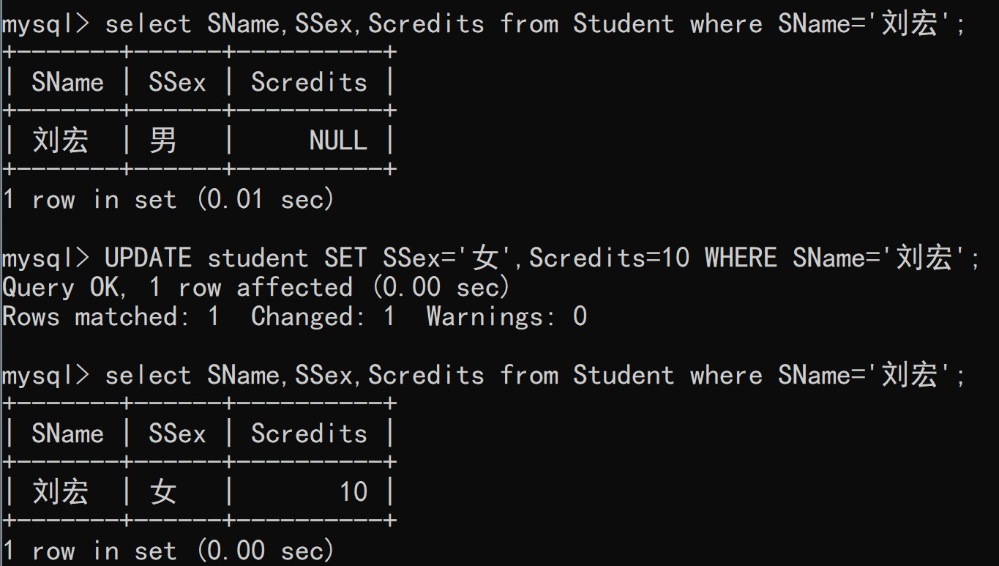 mysql> select SName,SSex,Scredits from Student where SName='刘宏';
+-------+------+----------+
| SName | SSex | Scredits |
+-------+------+----------+
| 刘宏  | 男   |     NULL |
+-------+------+----------+
1 row in set (0.01 sec)
mysql> UPDATE student SET SSex='女',Scredits=10 WHERE SName='刘宏';
Query OK, 1 row affected (0.00 sec)
Rows matched: 1  Changed: 1  Warnings: 0
mysql> select SName,SSex,Scredits from Student where SName='刘宏';
+-------+------+----------+
| SName | SSex | Scredits |
+-------+------+----------+
| 刘宏  | 女   |       10 |
+-------+------+----------+
1 row in set (0.00 sec)